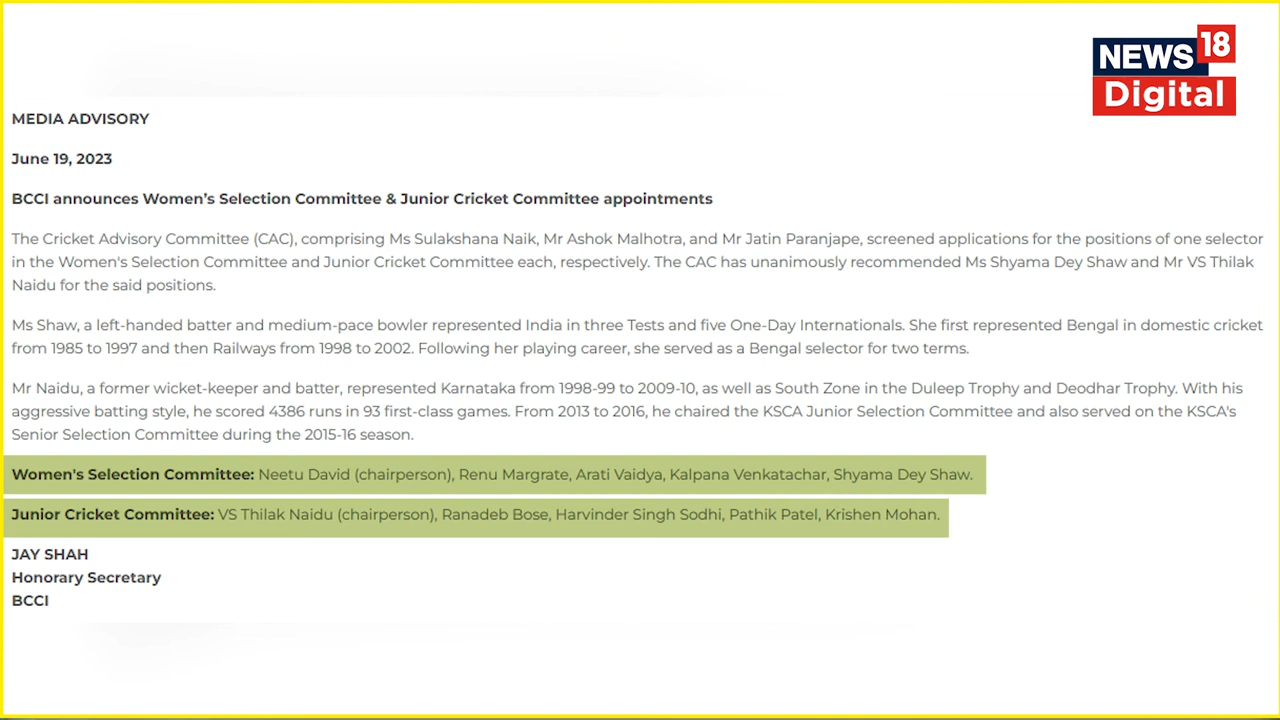 NEWS 18
Digital
MEDIA ADVISORY
June 19, 2023
BCCI announces Women’s Selection Committee & Junior Cricket Committee appointments
The Cricket Advisory Committee (CAC), comprising Ms Sulakshana Naik, Mr Ashok Malhotra, and Mr Jatin Paranjape, screened applications for the positions of one selector
in the Women's Selection Committee and Junior Cricket Committee each, respectively. The CAC has unanimously recommended Ms Shyama Dey Shaw and Mr VS Thilak
Naidu for the said positions.
Ms Shaw, a left-handed batter and medium-pace bowler represented India in three Tests and five One-Day Internationals. She first represented Bengal in domestic cricket
from 1985 to 1997 and then Railways from 1998 to 2002. Following her playing career, she served as a Bengal selector for two terms.
Mr Naidu, a former wicket-keeper and batter, represented Karnataka from 1998-99 to 2009-10, as well as South Zone in the Duleep Trophy and Deodhar Trophy. With his
aggressive batting style, he scored 4386 runs in 93 first-class games. From 2013 to 2016, he chaired the KSCA Junior Selection Committee and also served on the KSCA's
Senior Selection Committee during the 2015-16 season.
Women's Selection Committee: Neetu David (chairperson), Renu Margrate, Arati Vaidya, Kalpana Venkatachar, Shyama Dey Shaw.
Junior Cricket Committee: VS Thilak Naidu (chairperson), Ranadeb Bose, Harvinder Singh Sodhi, Pathik Patel, Krishen Mohan.
JAY SHAH
Honorary Secretary
BCCI